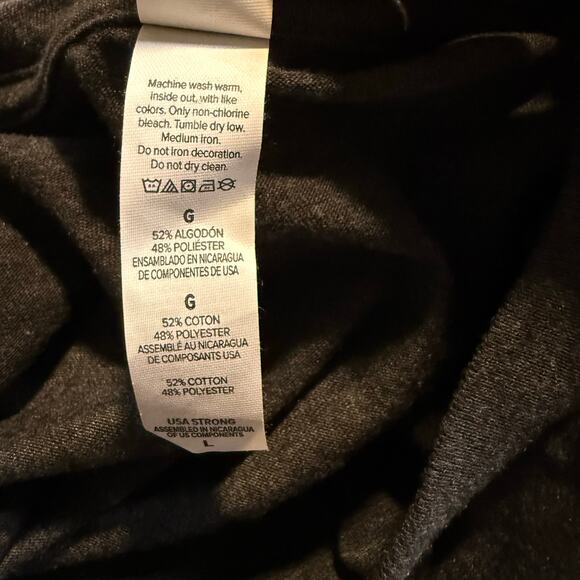 Machine wash warm,
inside out, with like
colors. Only non-chlorine
bleach. Tumble dry low.
Medium iron.
Do not iron decoration.
Do not dry clean.
G
52% ALGODÓN
48% POLIÉSTER
ENSAMBLADO EN NICARAGUA
DE COMPONENTES DE USA
G
52% COTON
48% POLYESTER
ASSEMBLÉ AU NICARAGUA
DE COMPOSANTS USA
52% COTTON
48% POLYESTER
USA STRONG
ASSEMBLED IN NICARAGUA
OF US COMPONENTS
L